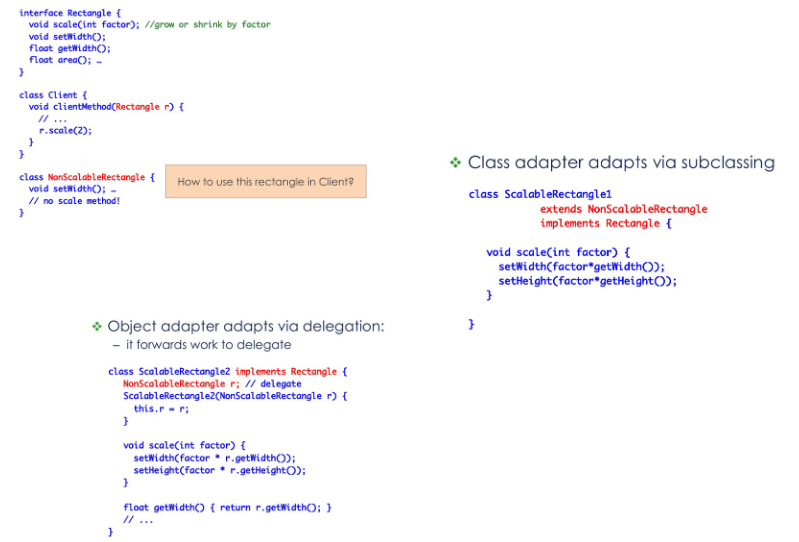 interface Rectangle {
void scale(int factor); //grow or shrink by factor
void setWidth();
float getWidth();
float area(); …
}
class Client {
void clientMethod(Rectangle r) {
// ...
r.scale(2);
}
}
class NonScalableRectangle {
void setWidth(); …
// no scale method!
}
How to use this rectangle in Client?
❖ Class adapter adapts via subclassing
class ScalableRectangle1
extends NonScalableRectangle
implements Rectangle {
void scale(int factor) {
setWidth(factor*getWidth());
setHeight(factor*getHeight());
}
}
❖ Object adapter adapts via delegation:
– it forwards work to delegate
class ScalableRectangle2 implements Rectangle {
NonScalableRectangle r; // delegate
ScalableRectangle2(NonScalableRectangle r) {
this.r = r;
}
void scale(int factor) {
setWidth(factor * r.getWidth());
setHeight(factor * r.getHeight());
}
float getWidth() { return r.getWidth(); }
// ...
}